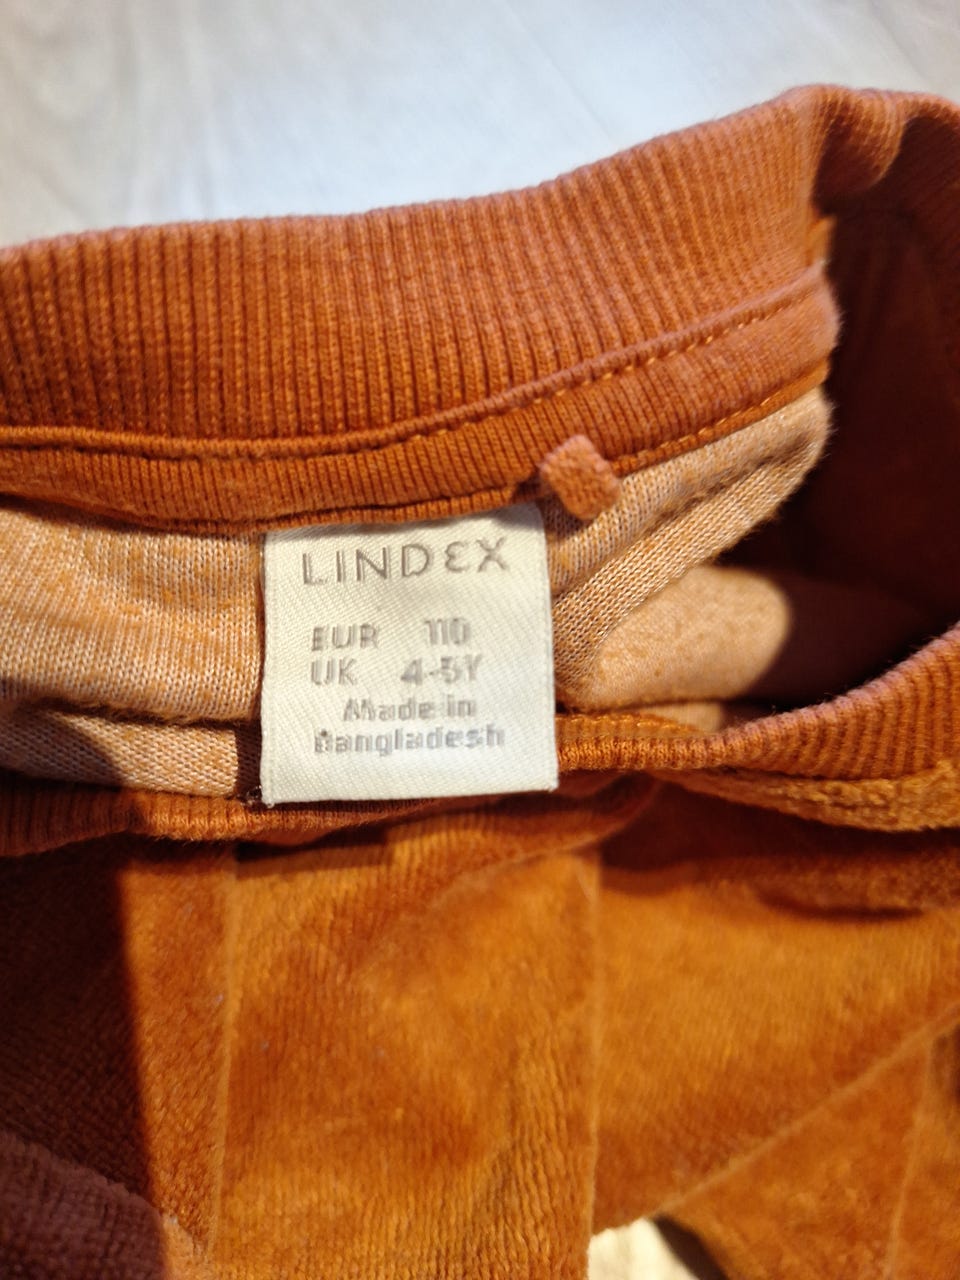 LINDEX
EUR 110
UK 4-5Y
Made in
Bangladesh